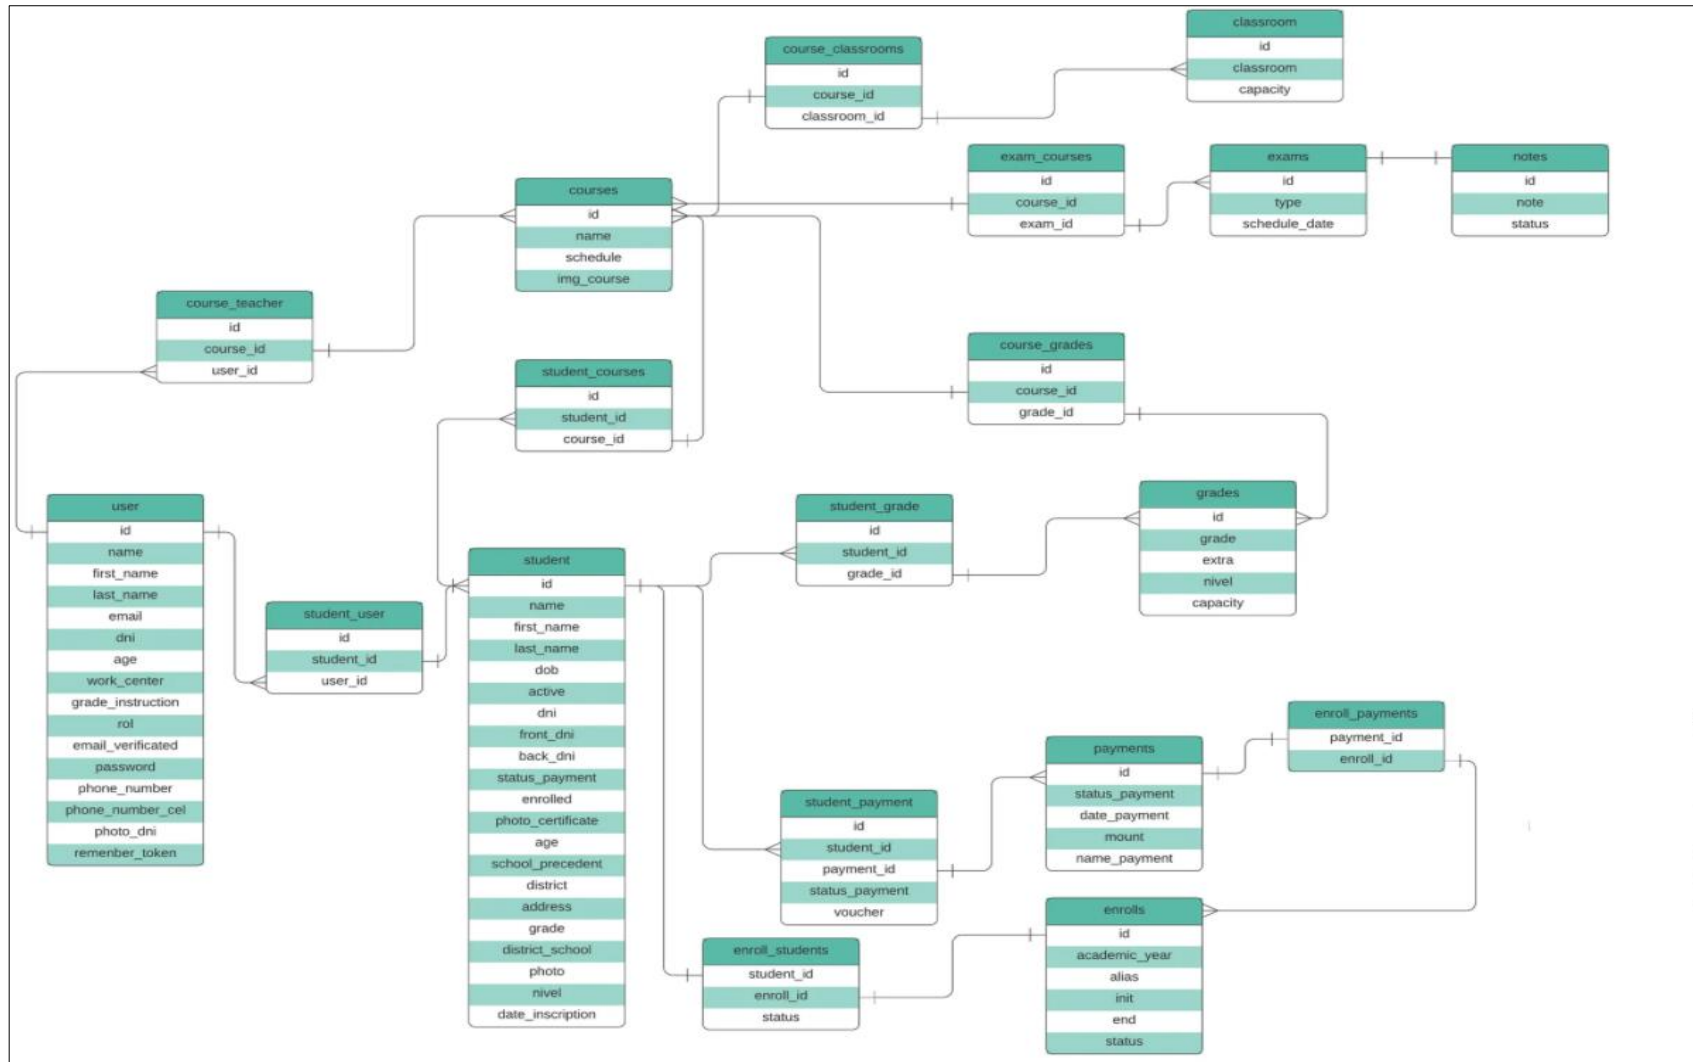 classroom
id
classroom
capacity
course_classrooms
id
course_id
classroom_id
exam_courses
id
course_id
exam_id
exams
id
type
schedule_date
notes
id
note
status
courses
id
name
schedule
img_course
course_teacher
id
course_id
user_id
student_courses
id
student_id
course_id
course_grades
id
course_id
grade_id
user
id
name
first_name
last_name
email
dni
age
work_center
grade_instruction
rol
email_verificated
password
phone_number
phone_number_cel
photo_dni
remenber_token
student_user
id
student_id
user_id
student
id
name
first_name
last_name
dob
active
dni
front_dni
back_dni
status_payment
enrolled
photo_certificate
age
school_precedent
district
address
grade
district_school
photo
nivel
date_inscription
student_grade
id
student_id
grade_id
grades
id
grade
extra
nivel
capacity
student_payment
id
student_id
payment_id
status_payment
voucher
payments
id
status_payment
date_payment
mount
name_payment
enroll_payments
payment_id
enroll_id
enroll_students
student_id
enroll_id
status
enrolls
id
academic_year
alias
init
end
status